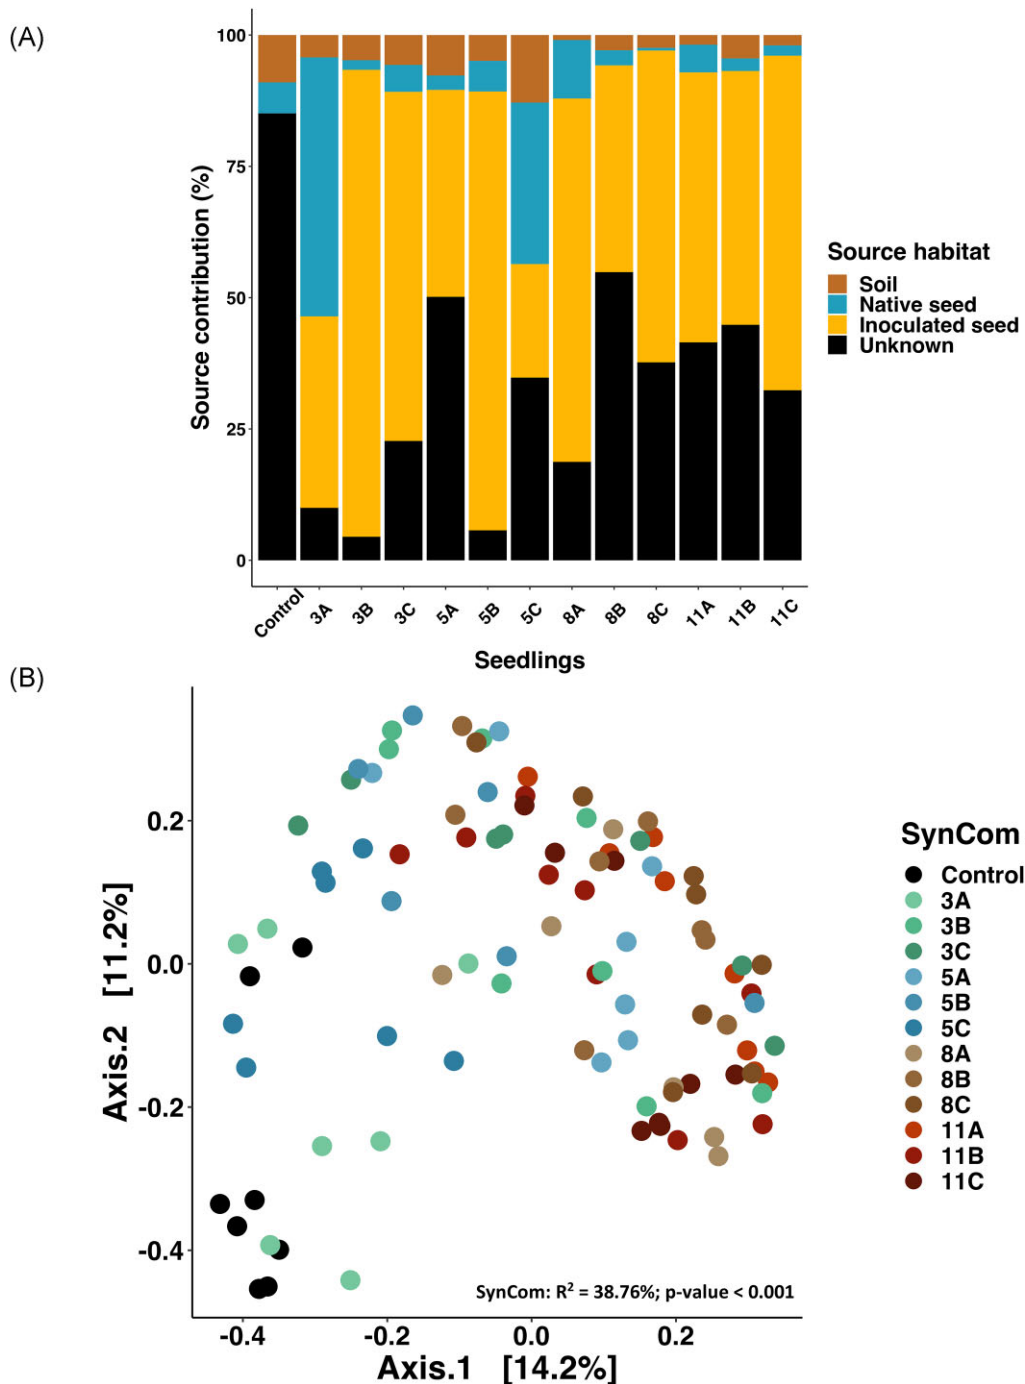 (A)
Source contribution (%)
100
75
50
25
0
Control 3A 3B 3C 5A 5B 5C 8A 8B 8C 11A 11B 11C
Seedlings
Source habitat
Soil
Native seed
Inoculated seed
Unknown
(B)
Axis.2 [11.2%]
0.2
0.0
-0.2
-0.4
SynCom: R² = 38.76%; p-value < 0.001
-0.4 -0.2 0.0 0.2
Axis.1 [14.2%]
SynCom
Control
3A
3B
3C
5A
5B
5C
8A
8B
8C
11A
11B
11C